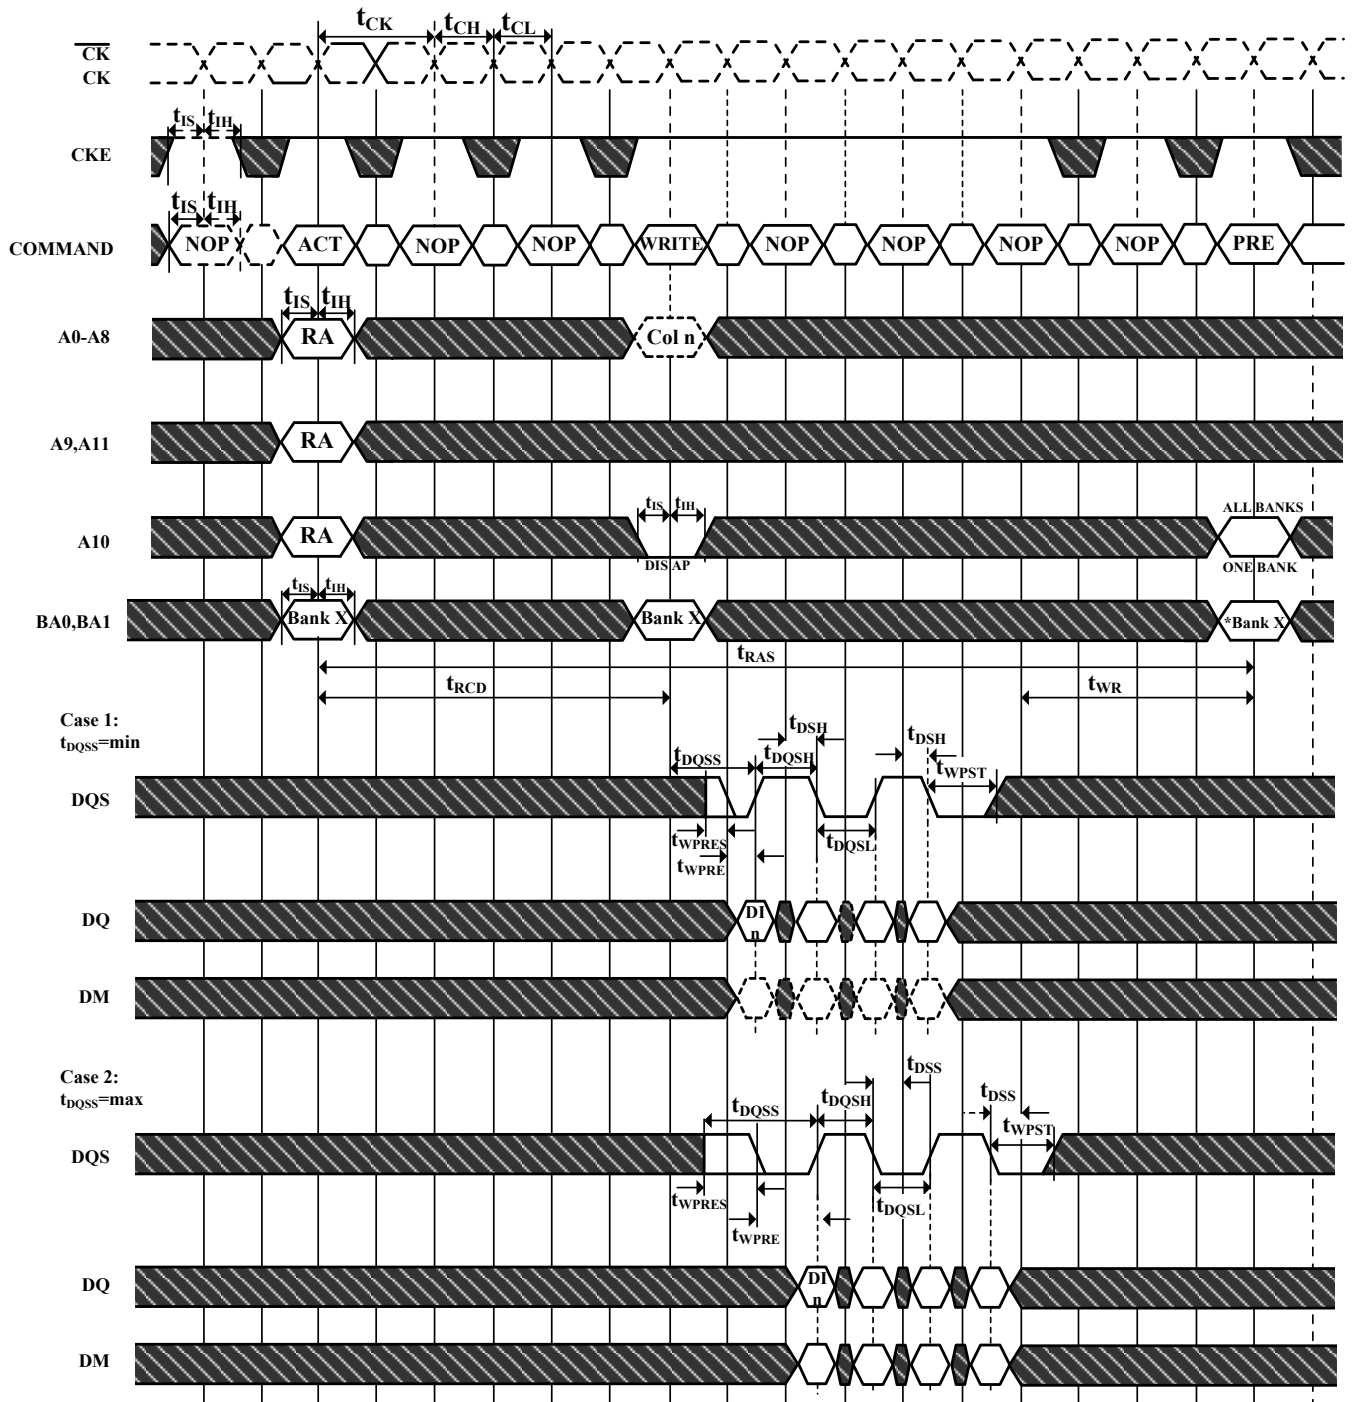 tCK tCH tCL
CK
CK
tIS tIH
CKE
tIS tIH
COMMAND NOP ACT NOP NOP WRITE NOP NOP NOP NOP PRE
tIS tIH
A0-A8 RA Col n
A9,A11 RA
tIS tIH ALL BANKS
A10 RA
DIS AP ONE BANK
tIS tIH
BA0,BA1 Bank X Bank X *Bank X
tRAS
tRCD tWR
Case 1:
tDQSS=min
tDSH tDSH
tDQSS tDQSH tWPST
DQS
tWPRES tDQSL
tWPRE
DQ DI
n
DM
Case 2:
tDQSS=max
tDSS tDSS
tDQSS tDQSH tWPST
DQS
tWPRES tDQSL
tWPRE
DQ DI
n
DM